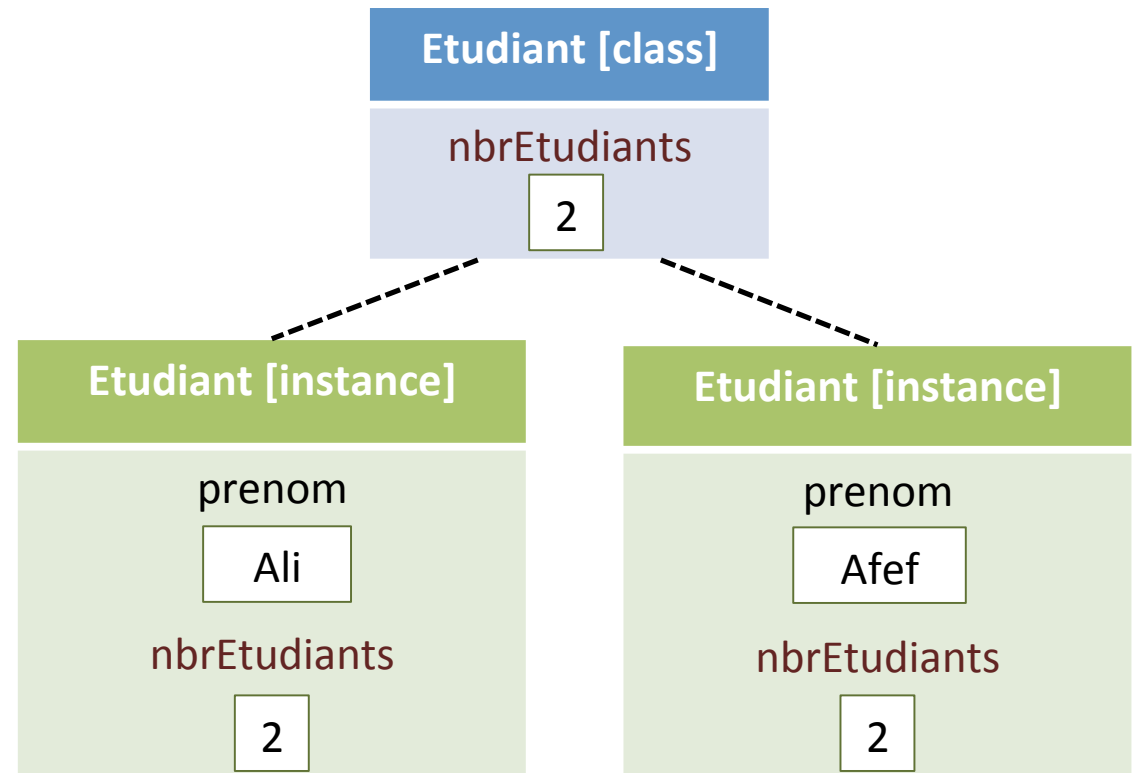 Etudiant [class]
nbrEtudiants
2
Etudiant [instance]
prenom
Ali
nbrEtudiants
2
Etudiant [instance]
prenom
Afef
nbrEtudiants
2